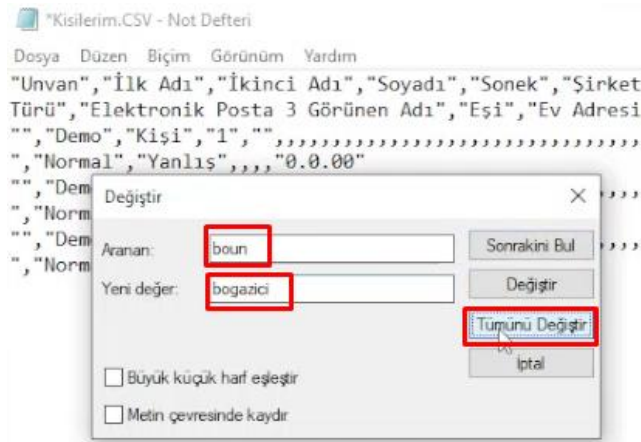 *Kisilerim.CSV - Not Defteri
Dosya Düzen Biçim Görünüm Yardım
"Unvan","İlk Adı","İkinci Adı","Soyadı","Sonek","Şirket
Türü","Elektronik Posta 3 Görünen Adı","Eşi","Ev Adresi
"","Demo","Kişi","1","",,,,,,,,,,,,,,,,,,,,,,,,,,,,,,,,,
","Normal","Yanlış",,,,"0.0.00"
"","Dem
","Norm
"","Dem
","Norm
Değiştir
Aranan: boun Sonrakini Bul
Yeni değer: bogazici Değiştir
Tümünü Değiştir
İptal
Büyük küçük harf eşleştir
Metin çevresinde kaydır